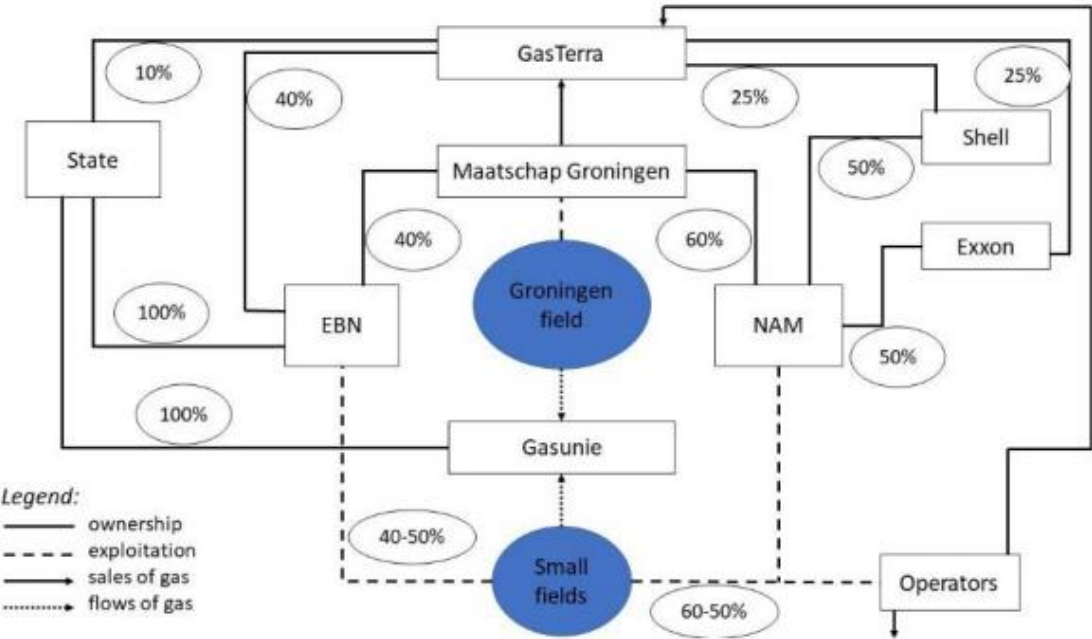 GasTerra
10%
40%
25%
25%
State
Shell
Maatschap Groningen
50%
40%
60%
Exxon
Groningen
field
100%
EBN
NAM
50%
100%
Gasunie
Legend:
ownership
exploitation
sales of gas
flows of gas
40-50%
Small
fields
60-50%
Operators